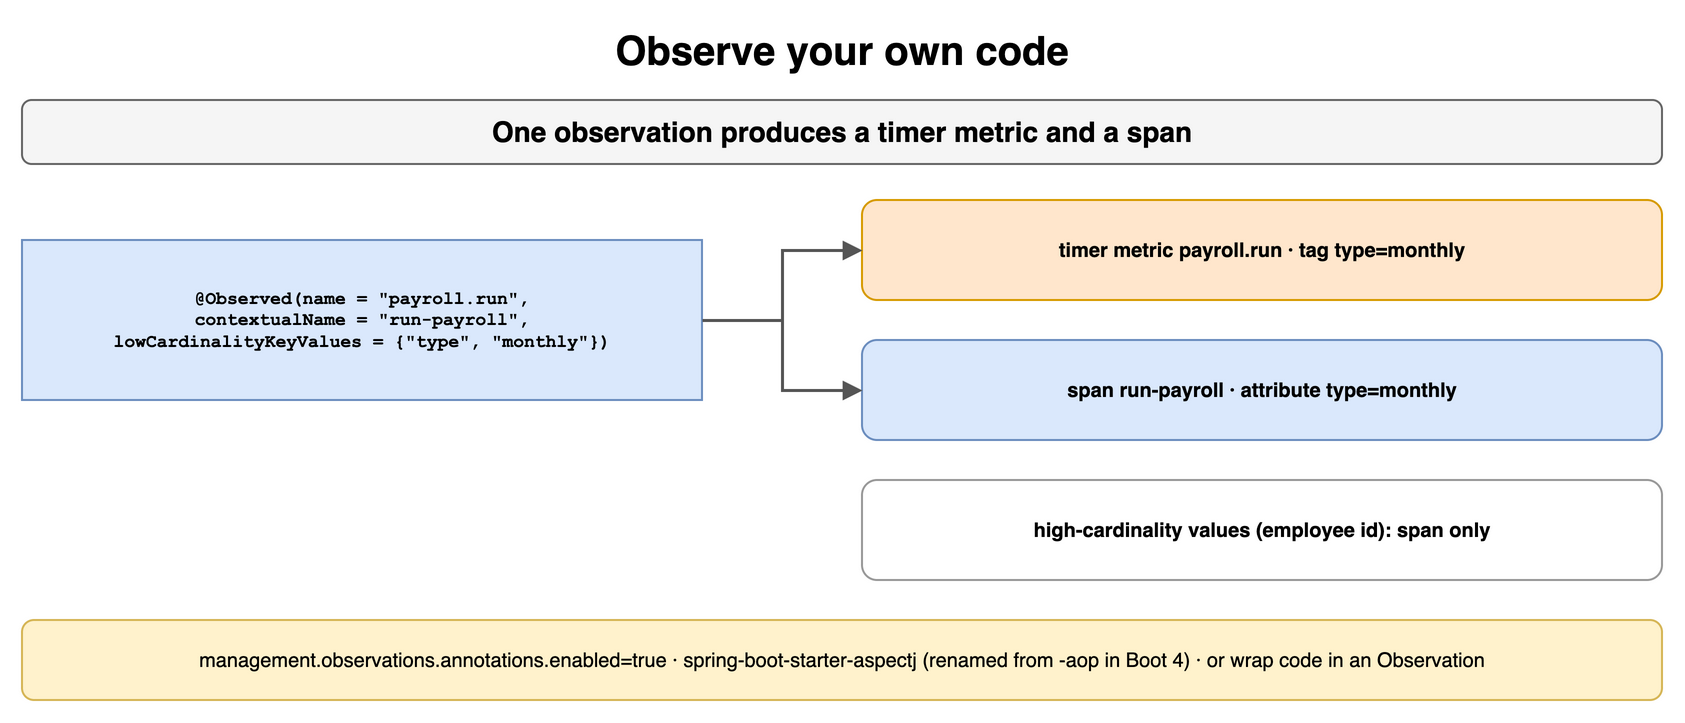 Observe your own code
One observation produces a timer metric and a span
@Observed(name = "payroll.run",
contextualName = "run-payroll",
lowCardinalityKeyValues = {"type", "monthly"})
timer metric payroll.run · tag type=monthly
span run-payroll · attribute type=monthly
high-cardinality values (employee id): span only
management.observations.annotations.enabled=true · spring-boot-starter-aspectj (renamed from -aop in Boot 4) · or wrap code in an Observation